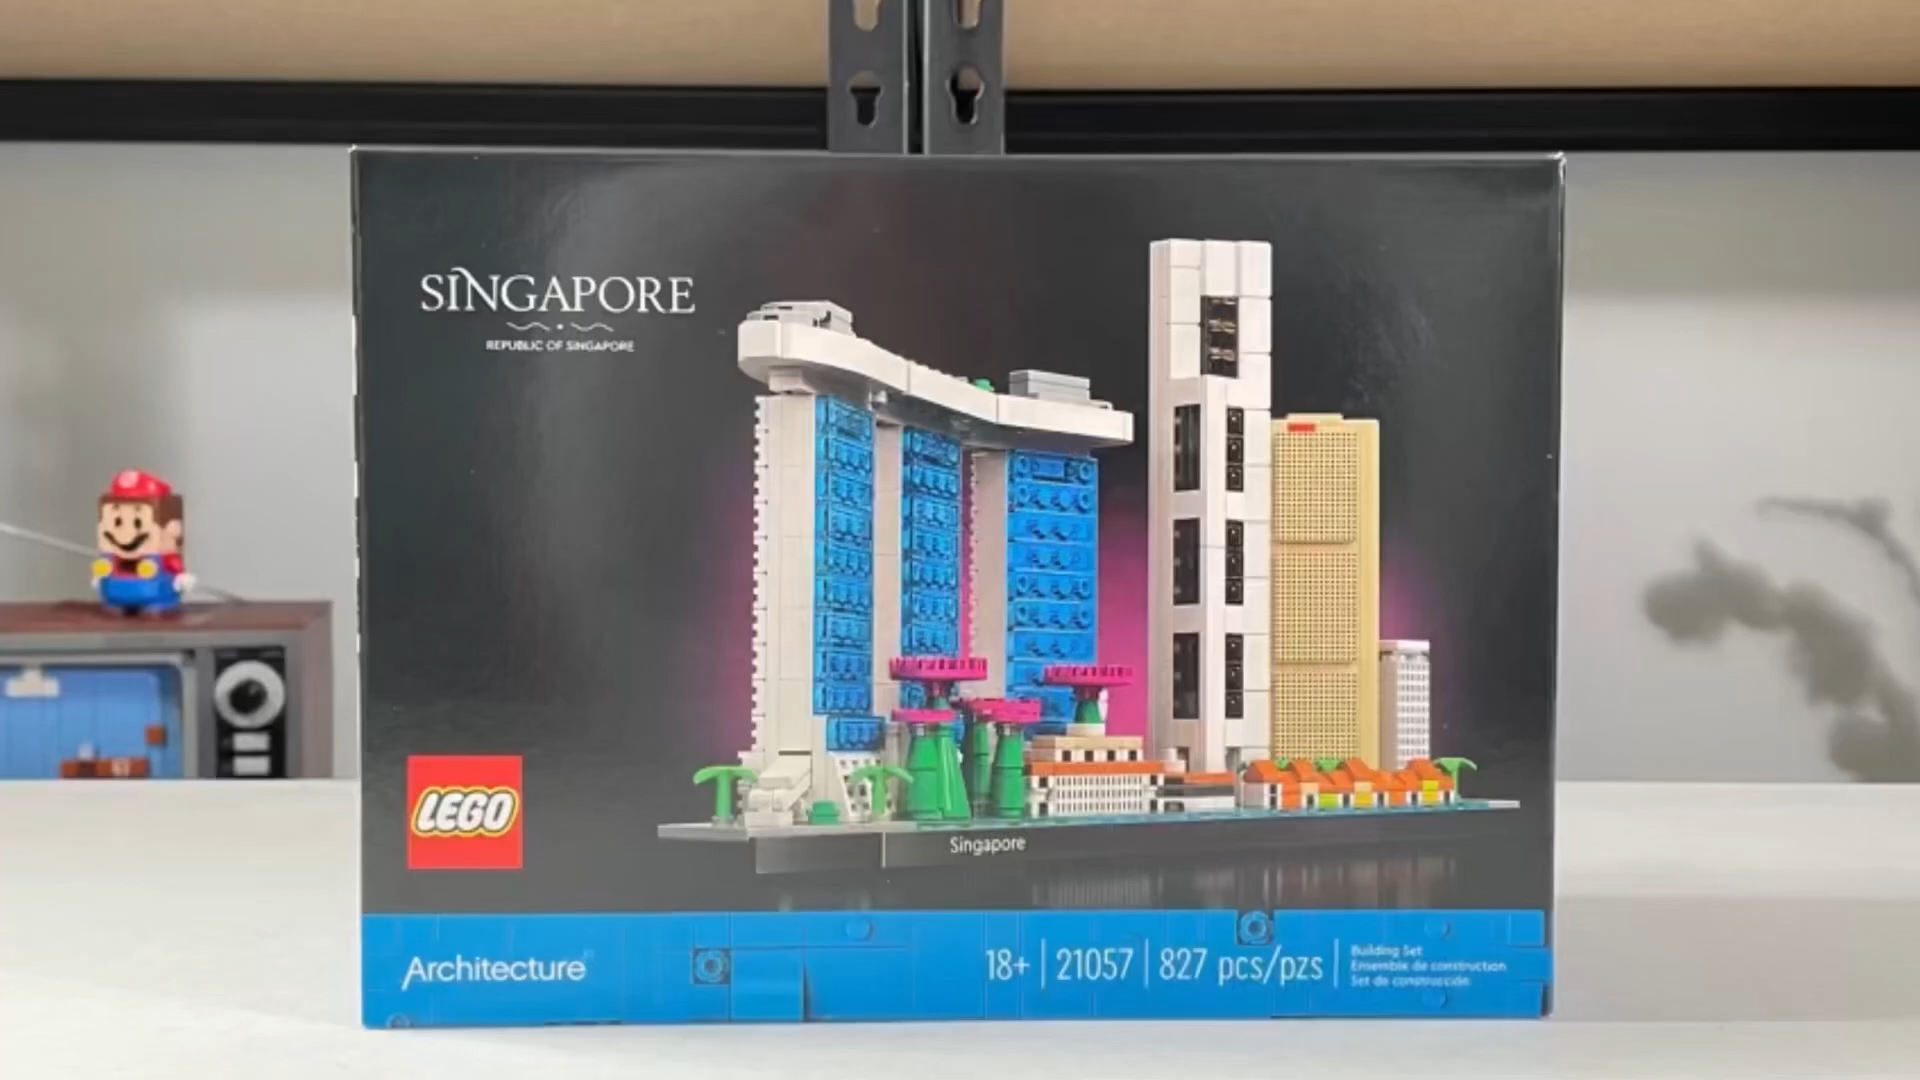 SINGAPORE
REPUBLIC OF SINGAPORE
Singapore
LEGO
Architecture
18+ | 21057 | 827 pcs/pzs
Building Set
Ensemble de construction
Set de construcción